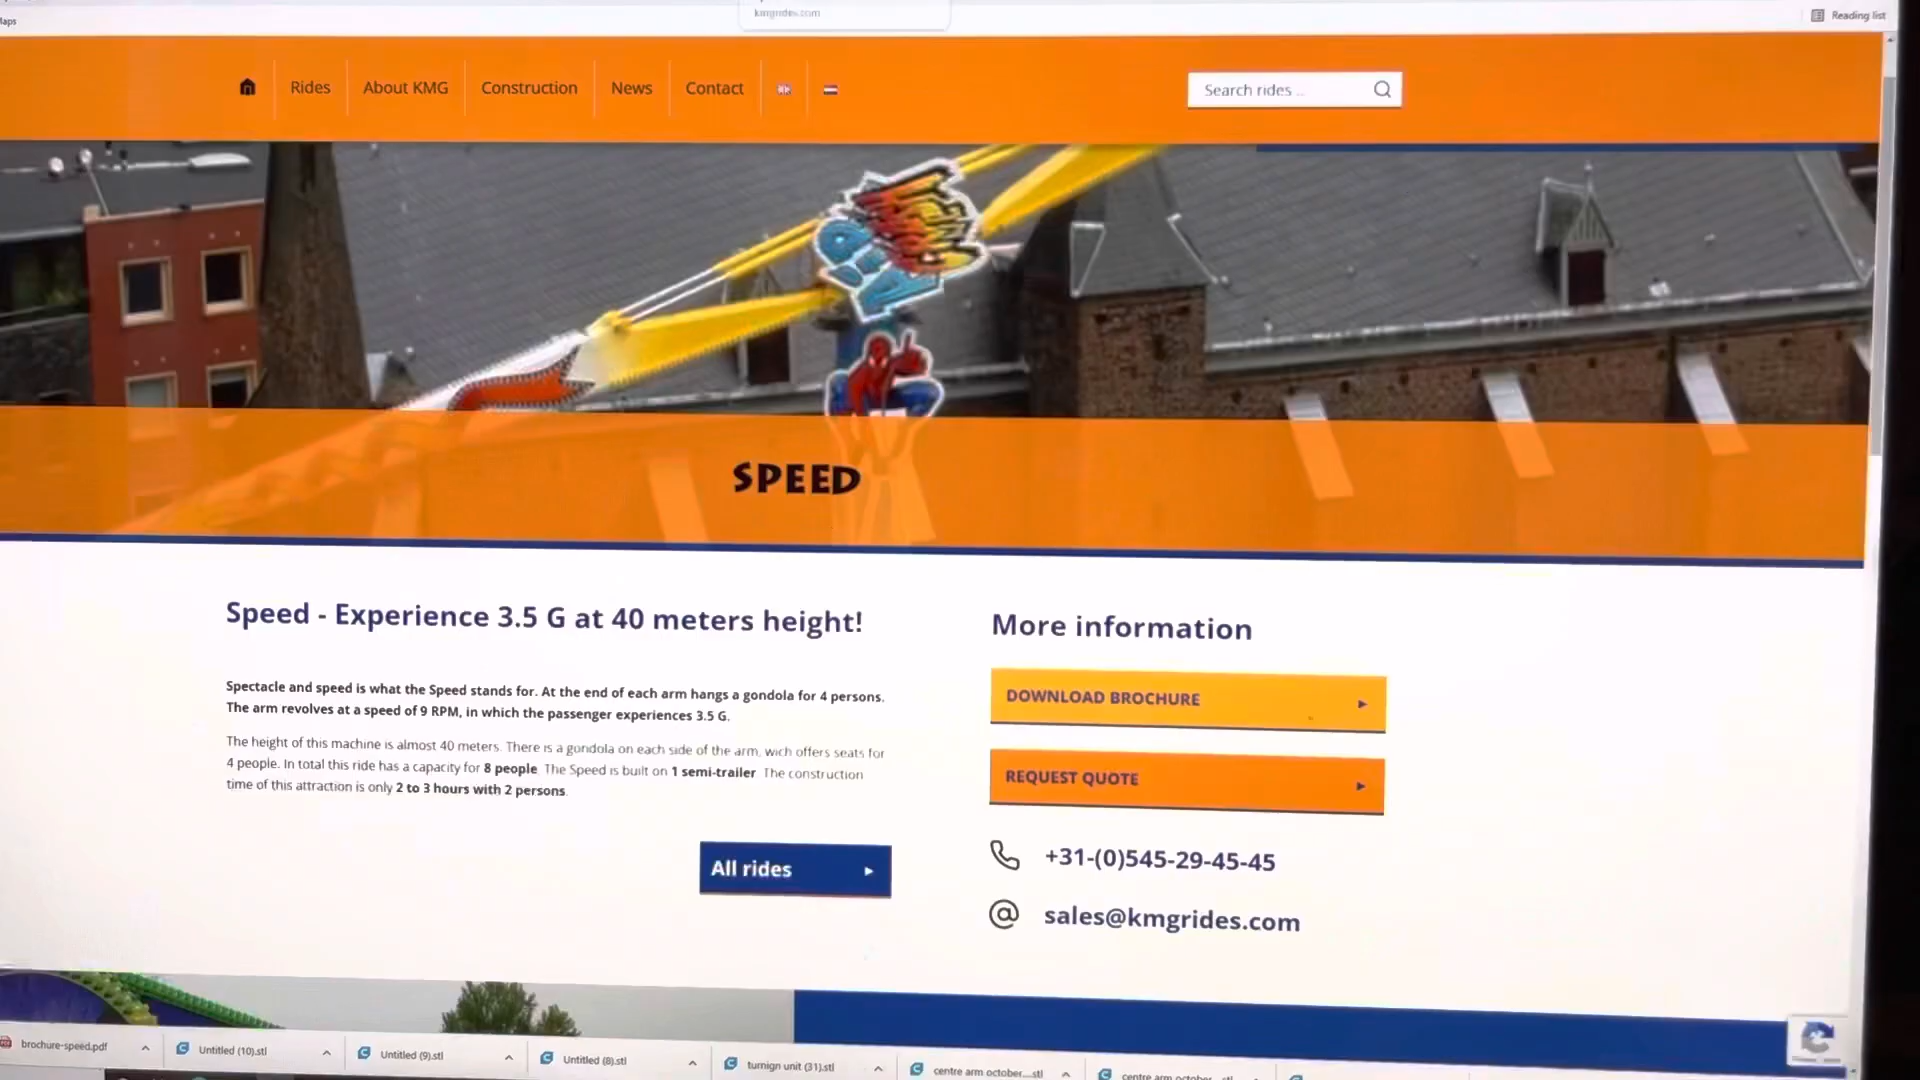 kmgrides.com
Reading list
Rides
About KMG
Construction
News
Contact
Search rides ..
SPEED
Speed - Experience 3.5 G at 40 meters height!
More information
Spectacle and speed is what the Speed stands for. At the end of each arm hangs a gondola for 4 persons.
The arm revolves at a speed of 9 RPM, in which the passenger experiences 3.5 G.
The height of this machine is almost 40 meters. There is a gondola on each side of the arm, wich offers seats for
4 people. In total this ride has a capacity for 8 people. The Speed is built on 1 semi-trailer. The construction
time of this attraction is only 2 to 3 hours with 2 persons.
DOWNLOAD BROCHURE
REQUEST QUOTE
+31-(0)545-29-45-45
sales@kmgrides.com
All rides
brochure-speed.pdf
Untitled (10).stl
Untitled (9).stl
Untitled (8).stl
turnign unit (31).stl
centre arm october....stl
centre arm october...stl